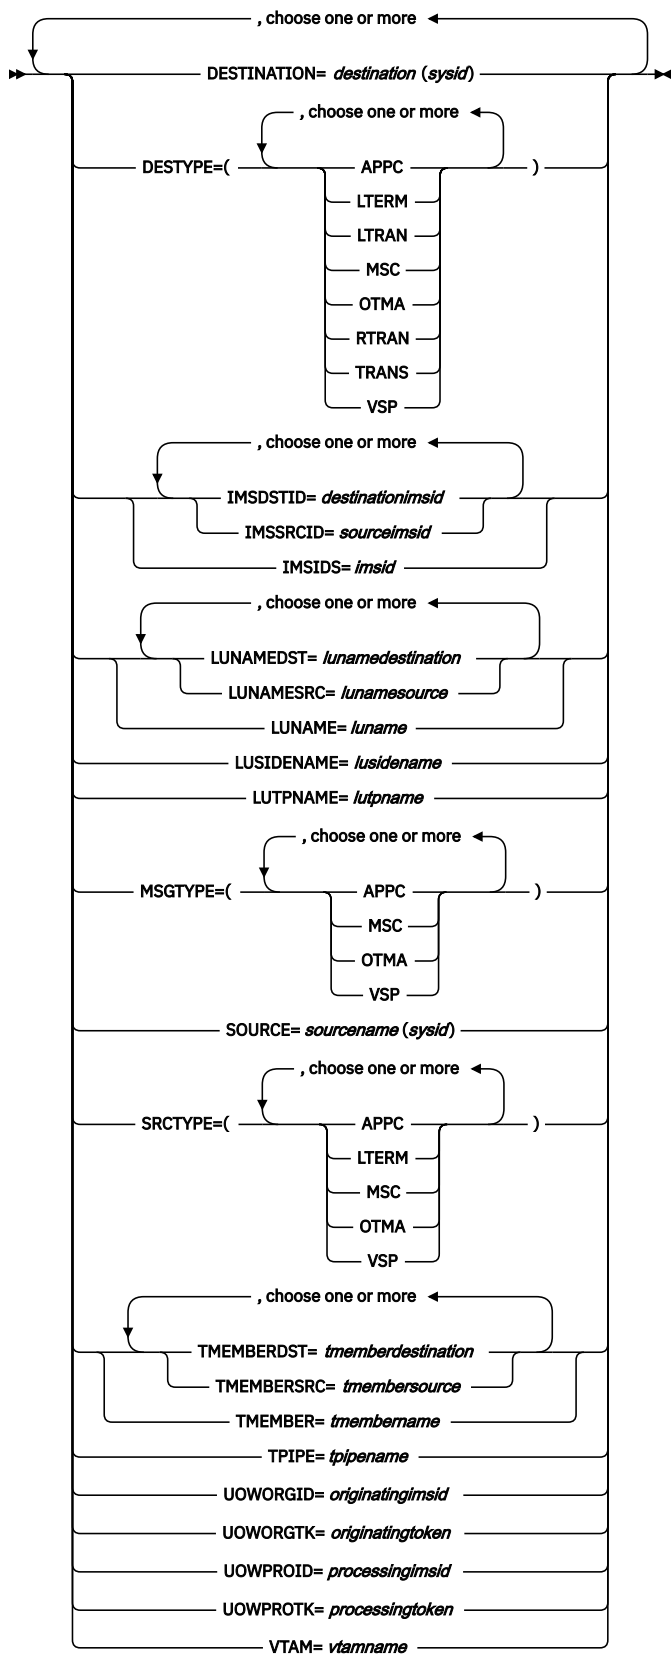 , choose one or more
DESTINATION= destination (sysid)
, choose one or more
DESTYPE=( APPC )
LTERM
LTRAN
MSC
OTMA
RTRAN
TRANS
VSP
, choose one or more
IMSDSTID= destinationimsid
IMSSRCID= sourceimsid
IMSIDS= imsid
, choose one or more
LUNAMEDST= lunamedestination
LUNAMESRC= lunamesource
LUNAME= luname
LUSIDENAME= lusidename
LUTPNAME= lutpname
, choose one or more
MSGTYPE=( APPC )
MSC
OTMA
VSP
SOURCE= sourcename (sysid)
, choose one or more
SRCTYPE=( APPC )
LTERM
MSC
OTMA
VSP
, choose one or more
TMEMBERDST= tmemberdestination
TMEMBERSRC= tmembersource
TMEMBER= tmembername
TPIPE= tpipename
UOWORGID= originatingimsid
UOWORGTK= originatingtoken
UOWPROID= processingimsid
UOWPROTK= processingtoken
VTAM= vtamname